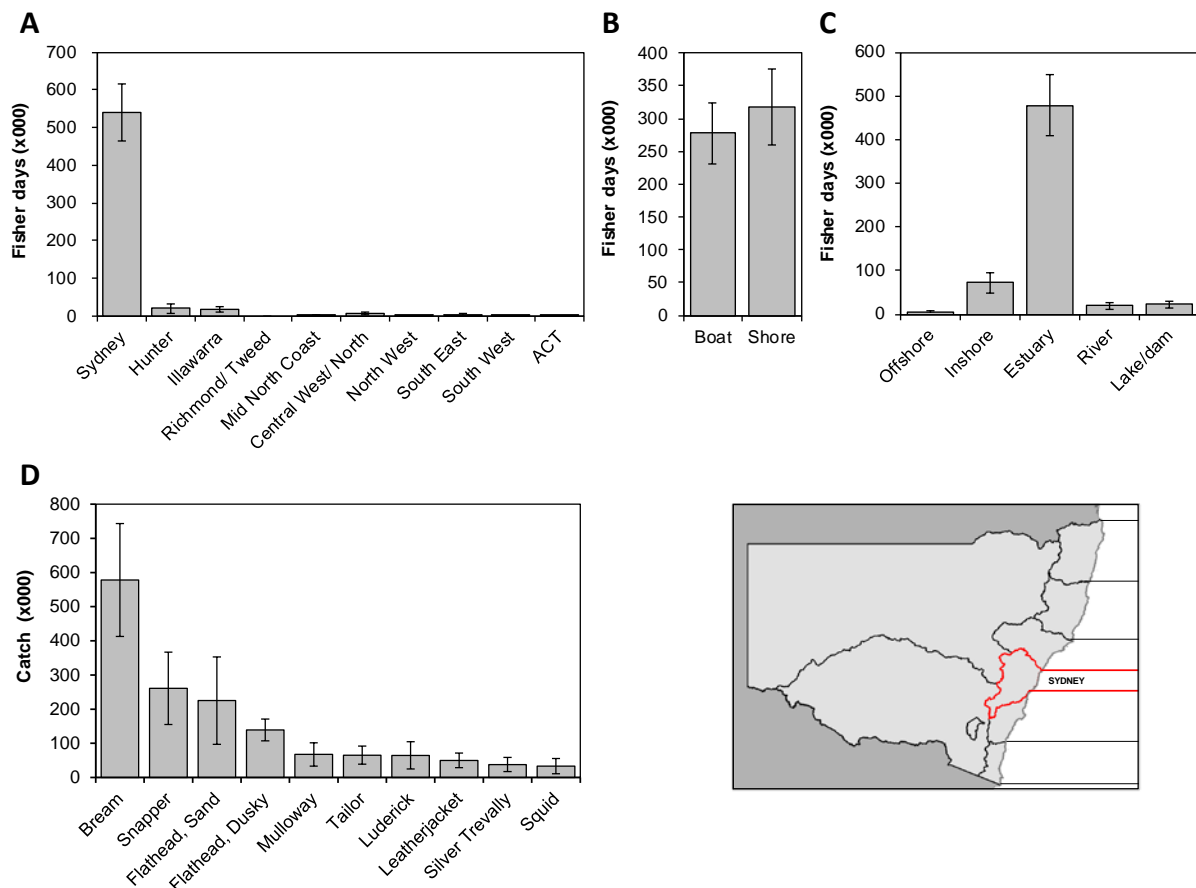 A
Fisher days (x000)
700
600
500
400
300
200
100
0
Sydney
Hunter
Illawarra
Richmond/ Tweed
Mid North Coast
Central West/ North
North West
South East
South West
ACT
B
Fisher days (x000)
400
350
300
250
200
150
100
50
0
Boat
Shore
C
Fisher days (x000)
600
500
400
300
200
100
0
Offshore
Inshore
Estuary
River
Lake/dam
D
Catch (x000)
800
700
600
500
400
300
200
100
0
Bream
Snapper
Flathead, Sand
Flathead, Dusky
Mulloway
Tailor
Luderick
Leatherjacket
Silver Trevally
Squid
SYDNEY